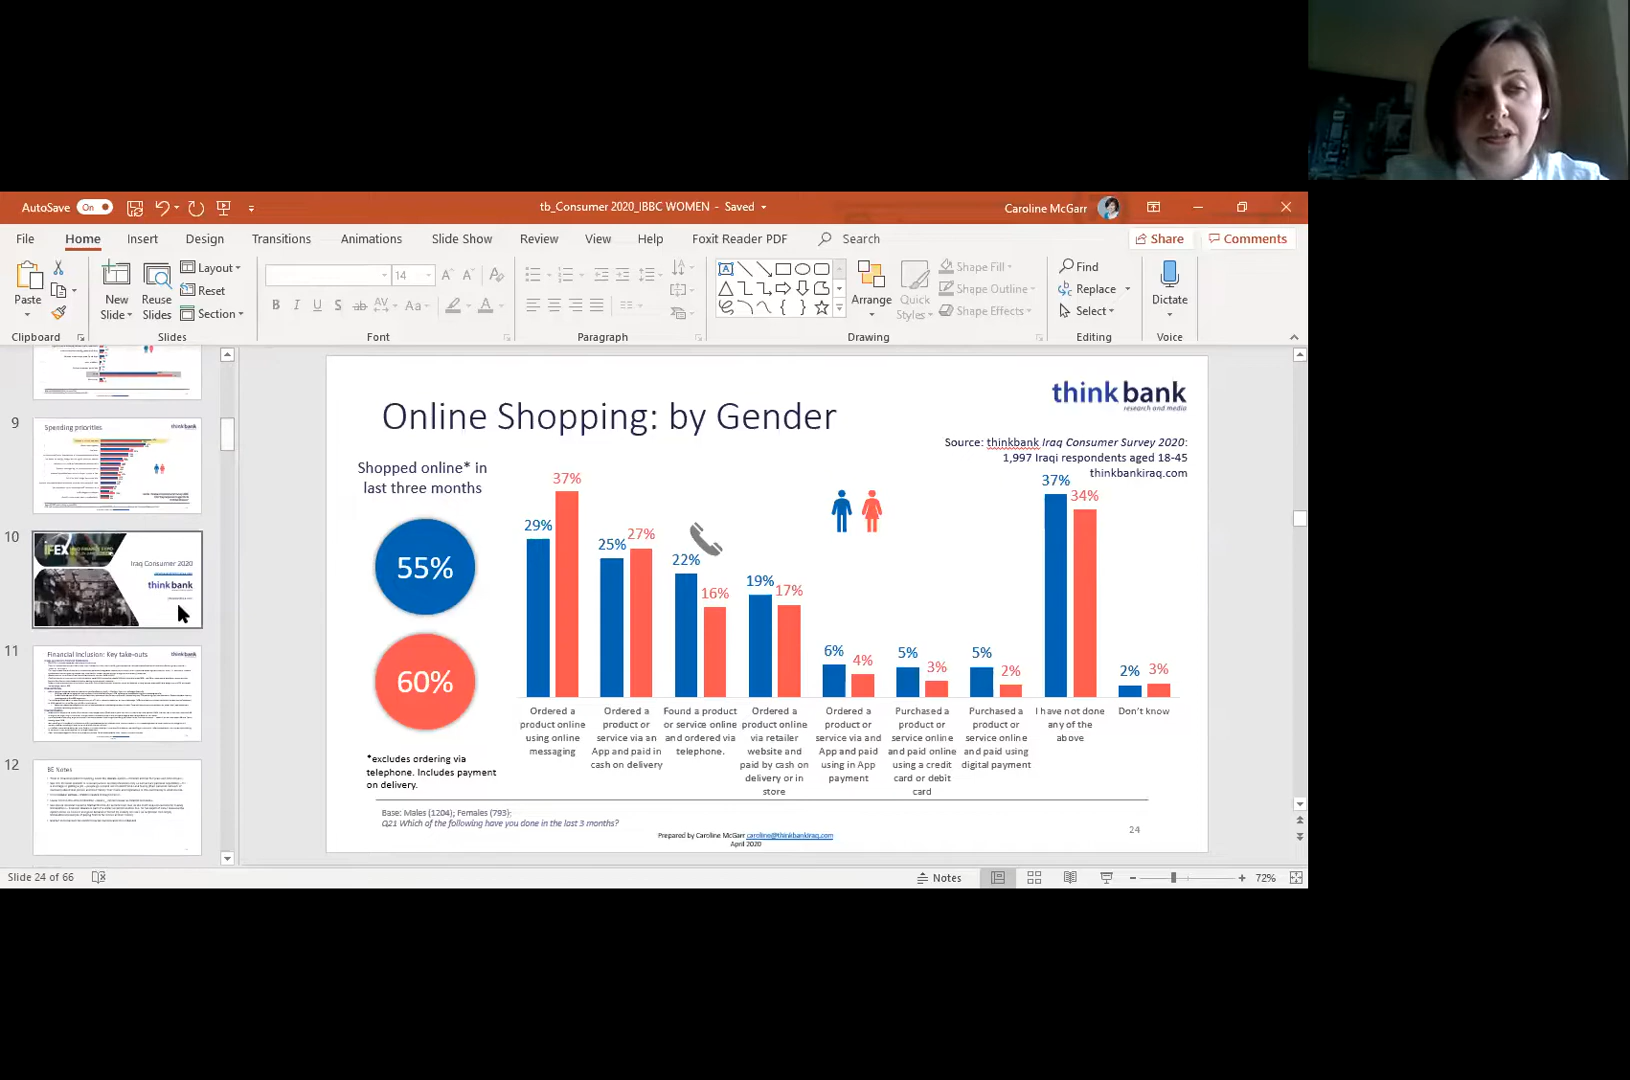 AutoSave On
tb_Consumer 2020_IBBC WOMEN - Saved
Caroline McGarr
File Home Insert Design Transitions Animations Slide Show Review View Help Foxit Reader PDF Search
Share Comments
Paste
New Slide
Reuse Slides
Layout
Reset
Section
14
Arrange
Quick Styles
Shape Fill
Shape Outline
Shape Effects
Find
Replace
Select
Dictate
Clipboard Slides Font Paragraph Drawing Editing Voice
9
Spending priorities
thinkbank
10
IFEX
Iraq Consumer 2020
thinkbank
11
Financial Inclusion: Key take-outs
thinkbank
12
BE Notes
Online Shopping: by Gender
thinkbank
research and media
Source: thinkbank Iraq Consumer Survey 2020:
1,997 Iraqi respondents aged 18-45
thinkbankiraq.com
Shopped online* in
last three months
55%
60%
*excludes ordering via
telephone. Includes payment
on delivery.
29% 37%
25% 27%
22% 16%
19% 17%
6% 4%
5% 3%
5% 2%
37% 34%
2% 3%
Ordered a
product online
using online
messaging
Ordered a
product or
service via an
App and paid in
cash on delivery
Found a product
or service online
and ordered via
telephone.
Ordered a
product online
via retailer
website and
paid by cash on
delivery or in
store
Ordered a
product or
service via and
App and paid
using in App
payment
Purchased a
product or
service online
and paid online
using a credit
card or debit
card
Purchased a
product or
service online
and paid using
digital payment
I have not done
any of the
above
Don't know
Base: Males (1204); Females (793);
Q21 Which of the following have you done in the last 3 months?
Prepared by Caroline McGarr caroline@thinkbankiraq.com
April 2020
24
Slide 24 of 66
Notes
72%